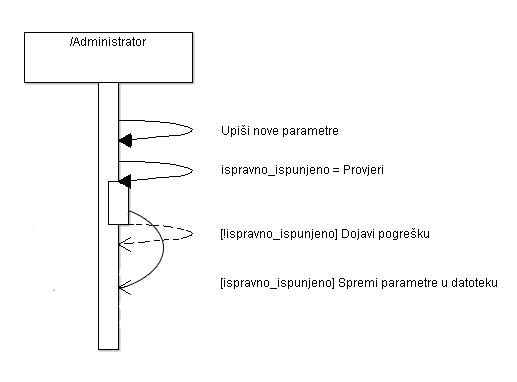 /Administrator
Upiši nove parametre
ispravno_ispunjeno = Provjeri
[!ispravno_ispunjeno] Dojavi pogrešku
[ispravno_ispunjeno] Spremi parametre u datoteku